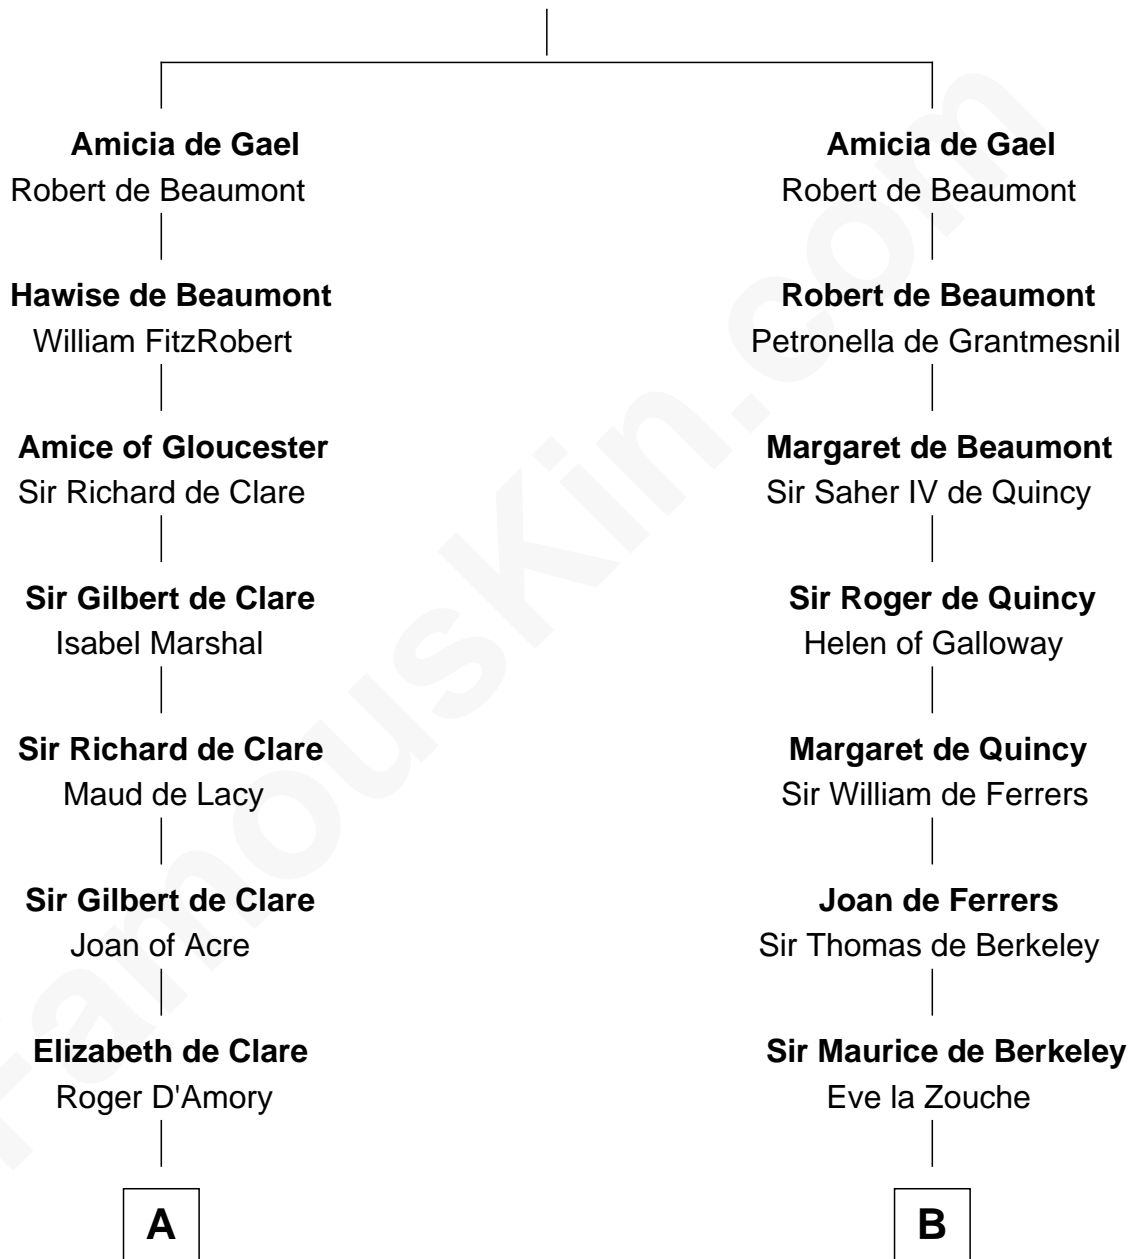 Amicia de Gael
Robert de Beaumont
Hawise de Beaumont
William FitzRobert
Amice of Gloucester
Sir Richard de Clare
Sir Gilbert de Clare
Isabel Marshal
Sir Richard de Clare
Maud de Lacy
Sir Gilbert de Clare
Joan of Acre
Elizabeth de Clare
Roger D'Amory
A
Amicia de Gael
Robert de Beaumont
Robert de Beaumont
Petronella de Grantmesnil
Margaret de Beaumont
Sir Saher IV de Quincy
Sir Roger de Quincy
Helen of Galloway
Margaret de Quincy
Sir William de Ferrers
Joan de Ferrers
Sir Thomas de Berkeley
Sir Maurice de Berkeley
Eve la Zouche
B
FamousKin.com